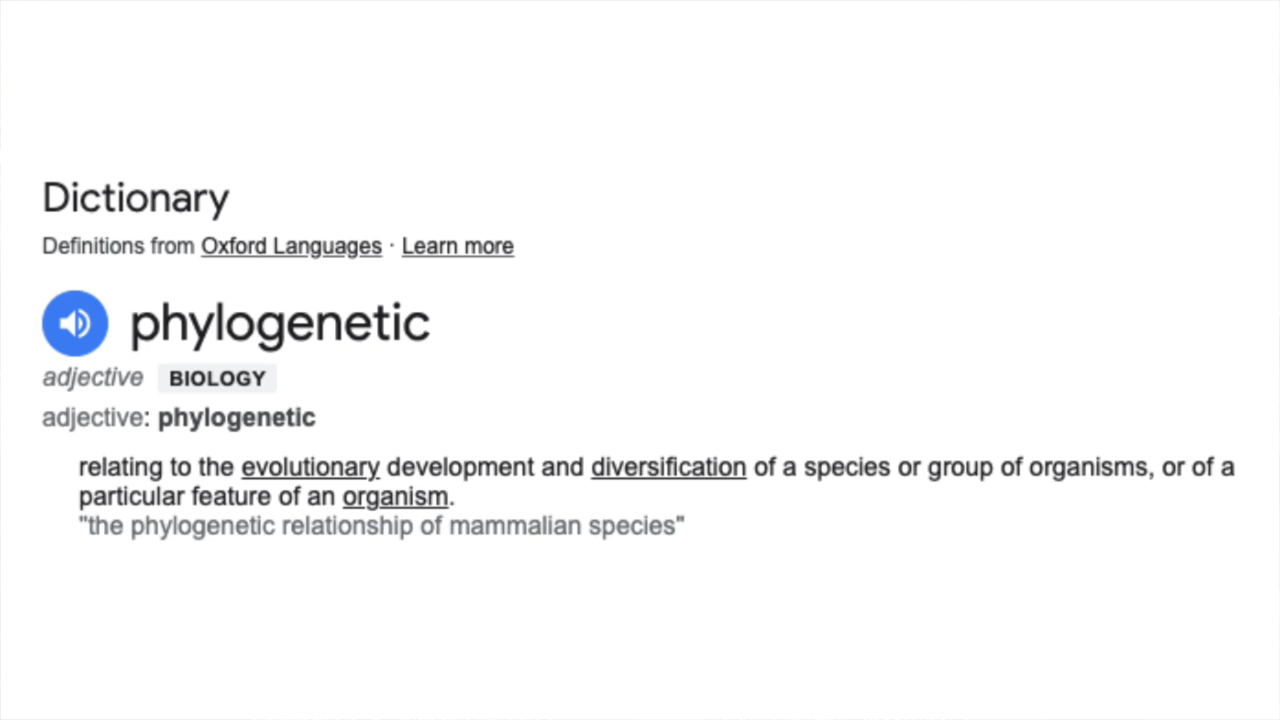 Dictionary
Definitions from Oxford Languages · Learn more
phylogenetic
adjective BIOLOGY
adjective: phylogenetic
relating to the evolutionary development and diversification of a species or group of organisms, or of a
particular feature of an organism.
"the phylogenetic relationship of mammalian species"